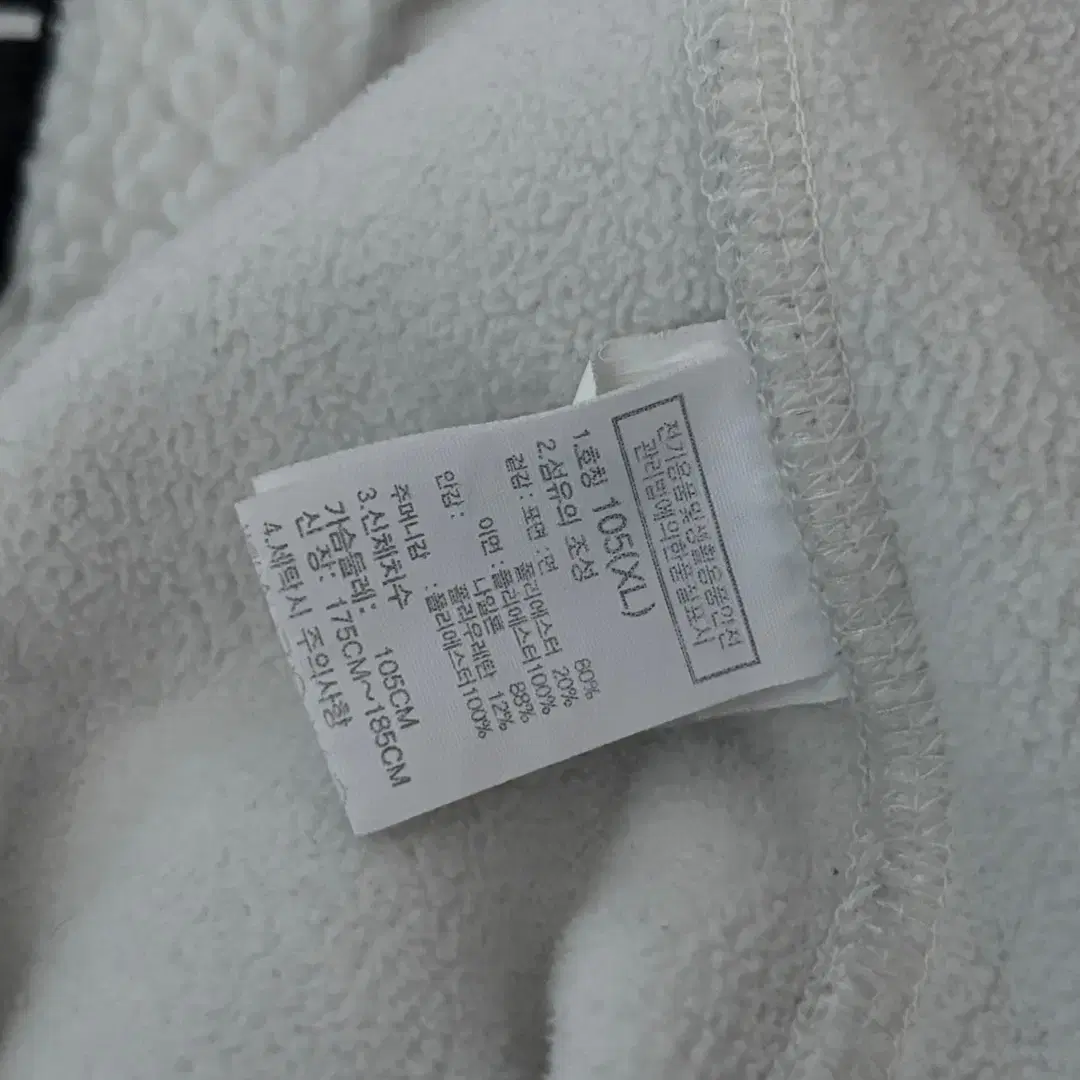 전기용품및생활용품안전
관리법에의한품질표시
1.호칭 105(XL)
2.섬유의 조성
겉감 : 표면 : 면 80%
폴리에스터 20%
이면 : 폴리에스터100%
안감 : 나일론 88%
폴리우레탄 12%
주머니감 : 폴리에스터100%
3.신체치수
가슴둘레: 105CM
신 장: 175CM~185CM
4.세탁시 주의사항